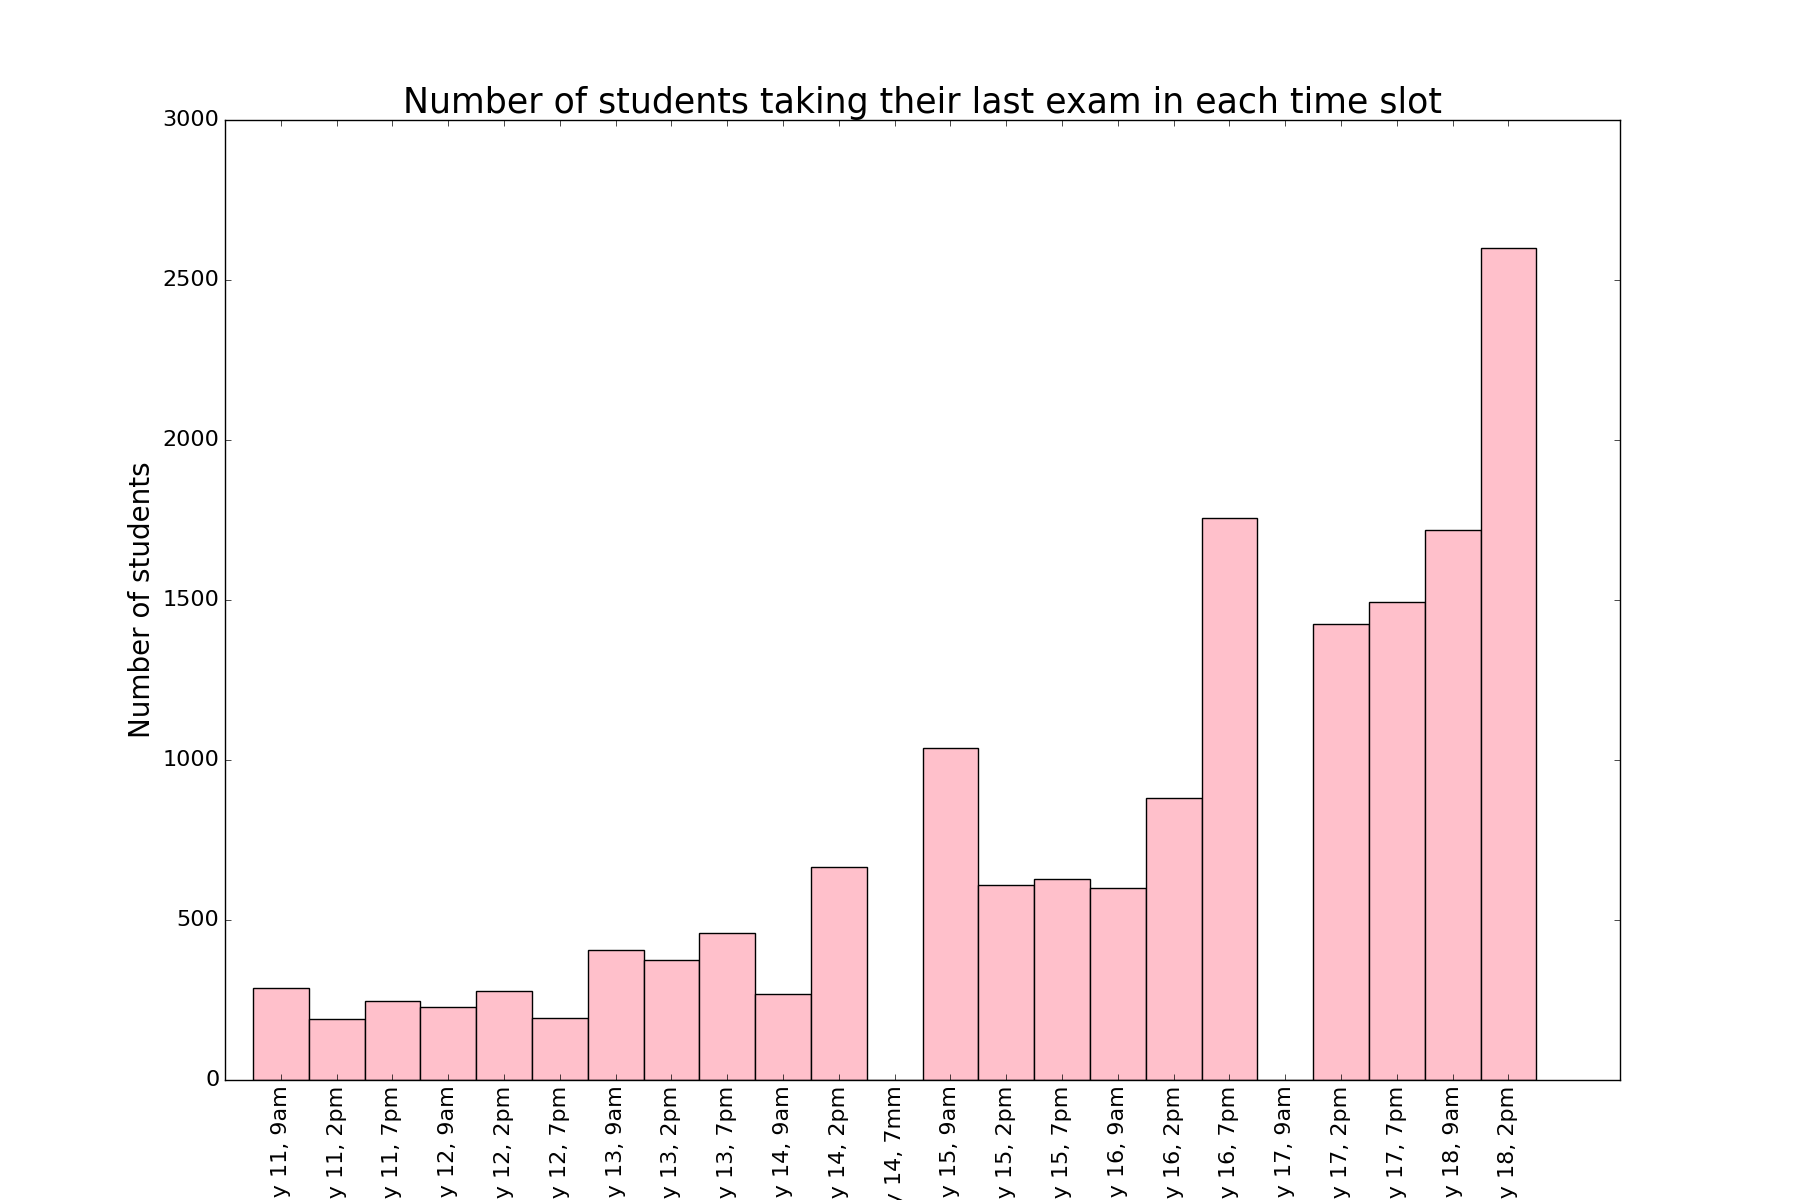 Number of students taking their last exam in each time slot
3000
2500
2000
1500
1000
500
0
Number of students
y 11, 9am
y 11, 2pm
y 11, 7pm
y 12, 9am
y 12, 2pm
y 12, 7pm
y 13, 9am
y 13, 2pm
y 13, 7pm
y 14, 9am
y 14, 2pm
y 14, 7mm
y 15, 9am
y 15, 2pm
y 15, 7pm
y 16, 9am
y 16, 2pm
y 16, 7pm
y 17, 9am
y 17, 2pm
y 17, 7pm
y 18, 9am
y 18, 2pm